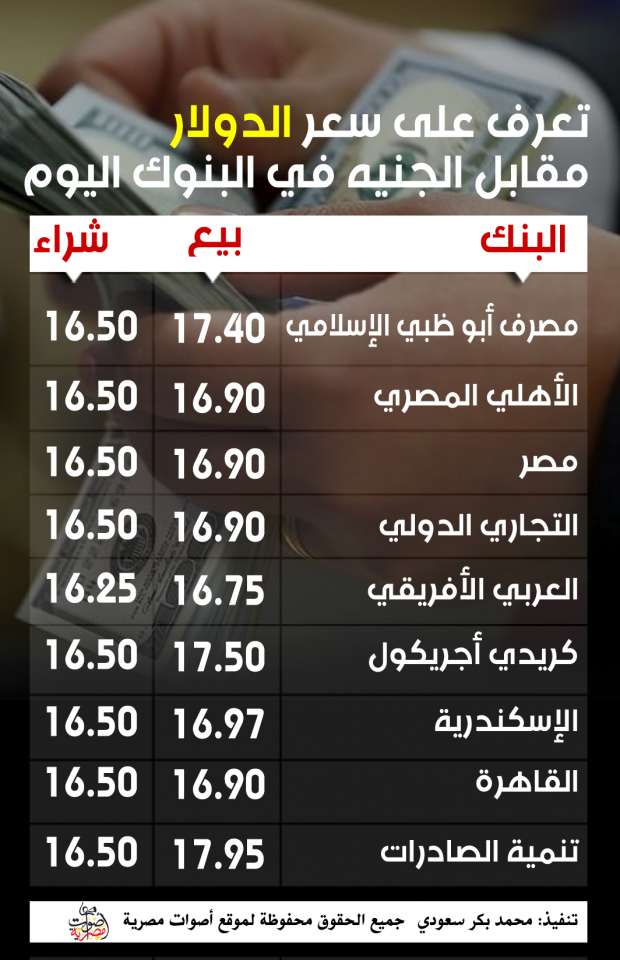 تعرف على سعر الدولار
مقابل الجنيه في البنوك اليوم
البنك بيع شراء
مصرف أبو ظبي الإسلامي 17.40 16.50
الأهلي المصري 16.90 16.50
مصر 16.90 16.50
التجاري الدولي 16.90 16.50
العربي الأفريقي 16.75 16.25
كريدي أجريكول 17.50 16.50
الإسكندرية 16.97 16.50
القاهرة 16.90 16.50
تنمية الصادرات 17.95 16.50
تنفيذ: محمد بكر سعودي جميع الحقوق محفوظة لموقع أصوات مصرية
أصوات مصرية